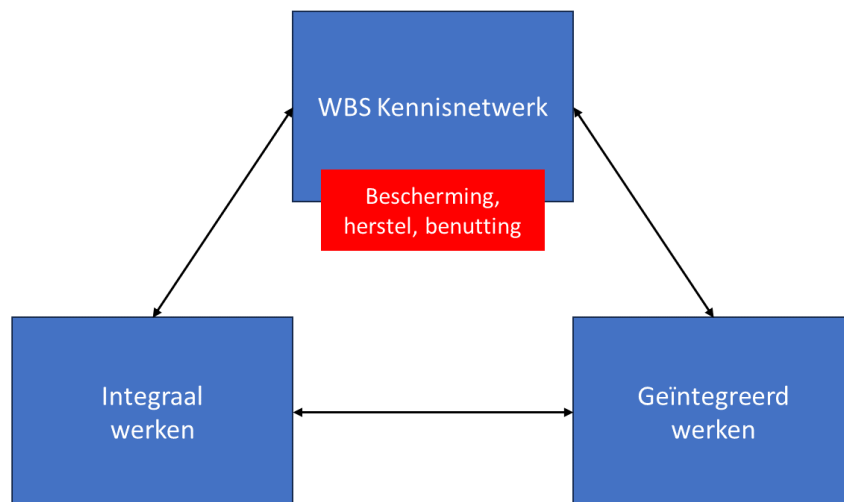 WBS Kennisnetwerk
Bescherming,
herstel, benutting
Integraal
werken
Geïntegreerd
werken